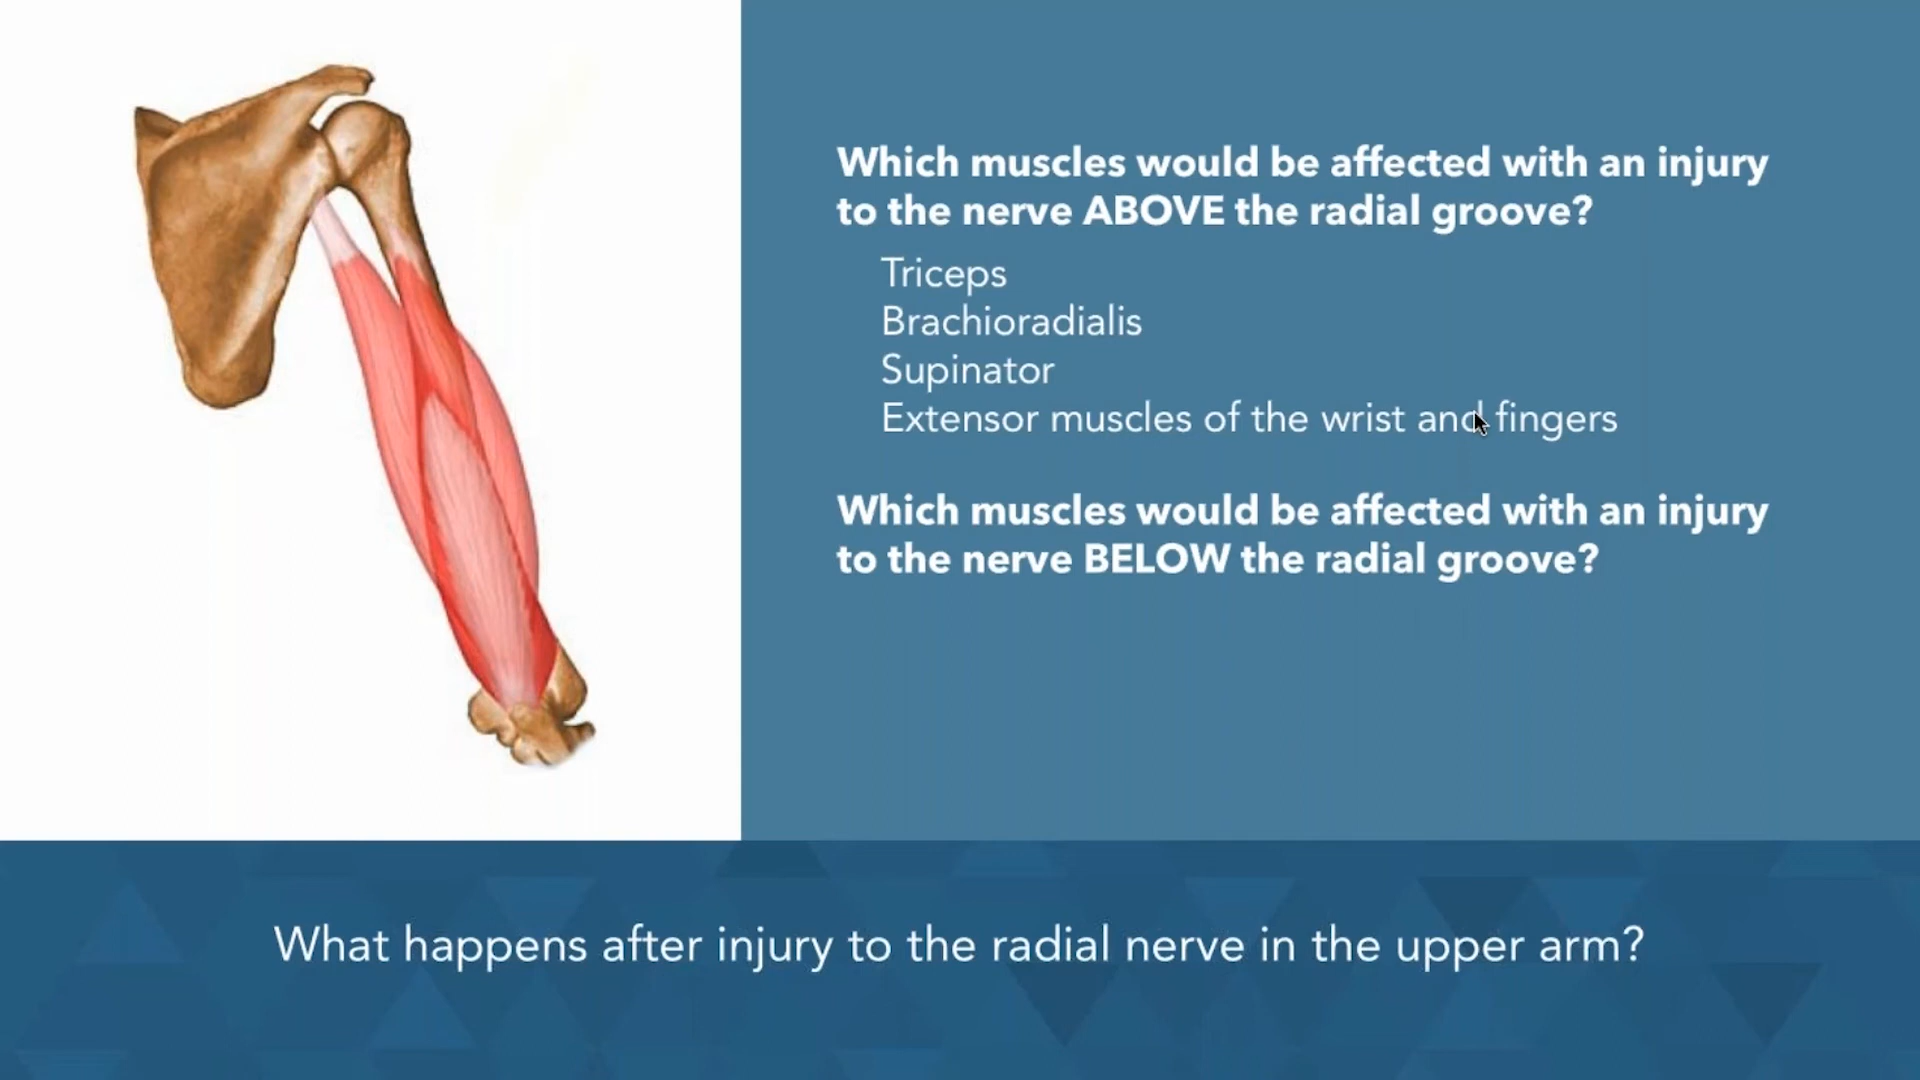 Which muscles would be affected with an injury
to the nerve ABOVE the radial groove?
Triceps
Brachioradialis
Supinator
Extensor muscles of the wrist and fingers
Which muscles would be affected with an injury
to the nerve BELOW the radial groove?
What happens after injury to the radial nerve in the upper arm?